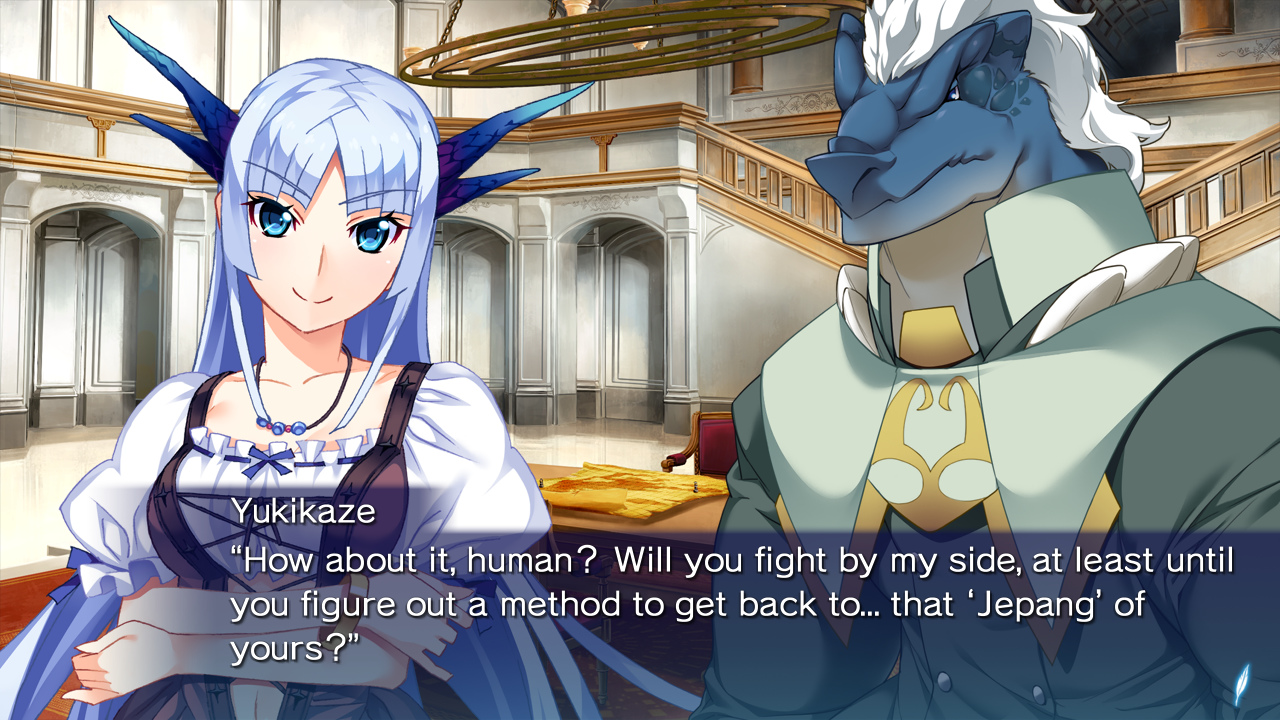 Yukikaze
“How about it, human? Will you fight by my side, at least until
you figure out a method to get back to... that ‘Jepang’ of
yours?”